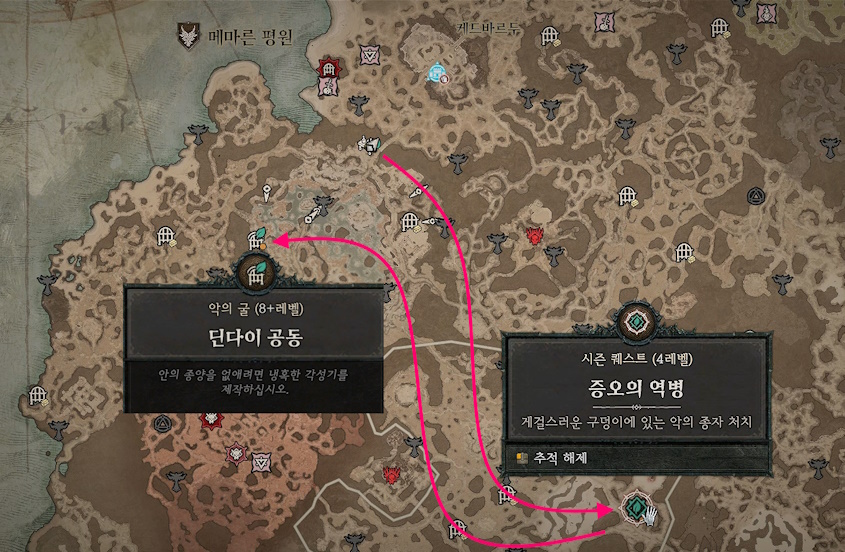 메마른 평원
케드바르두
악의 굴 (8+레벨)
딘다이 공동
안의 종양을 없애려면 냉혹한 각성기를
제작하십시오.
시즌 퀘스트 (4레벨)
증오의 역병
게걸스러운 구덩이에 있는 악의 종자 처치
추적 해제